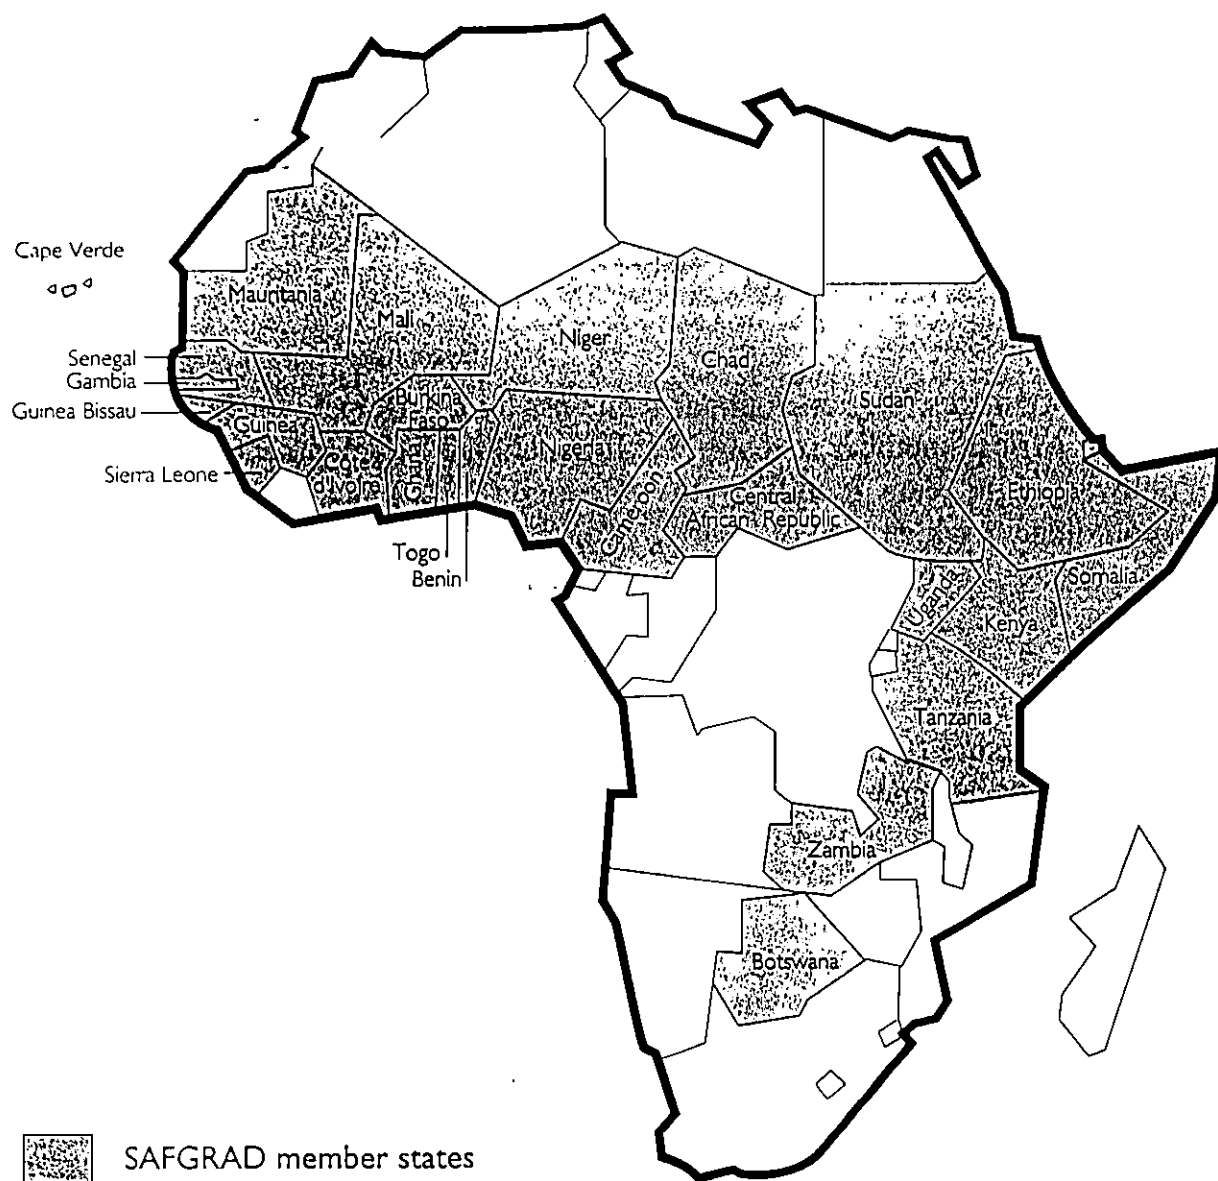 Cape Verde
Mauritania
Mali
Niger
Chad
Sudan
Senegal
Gambia
Guinea Bissau
Guinea
Burkina
Faso
Sierra Leone
Cote
d'Ivoire
Ghana
Nigeria
Cameroon
Central
African Republic
Ethiopia
Togo
Benin
Somalia
Uganda
Kenya
Tanzania
Zambia
Botswana
SAFGRAD member states